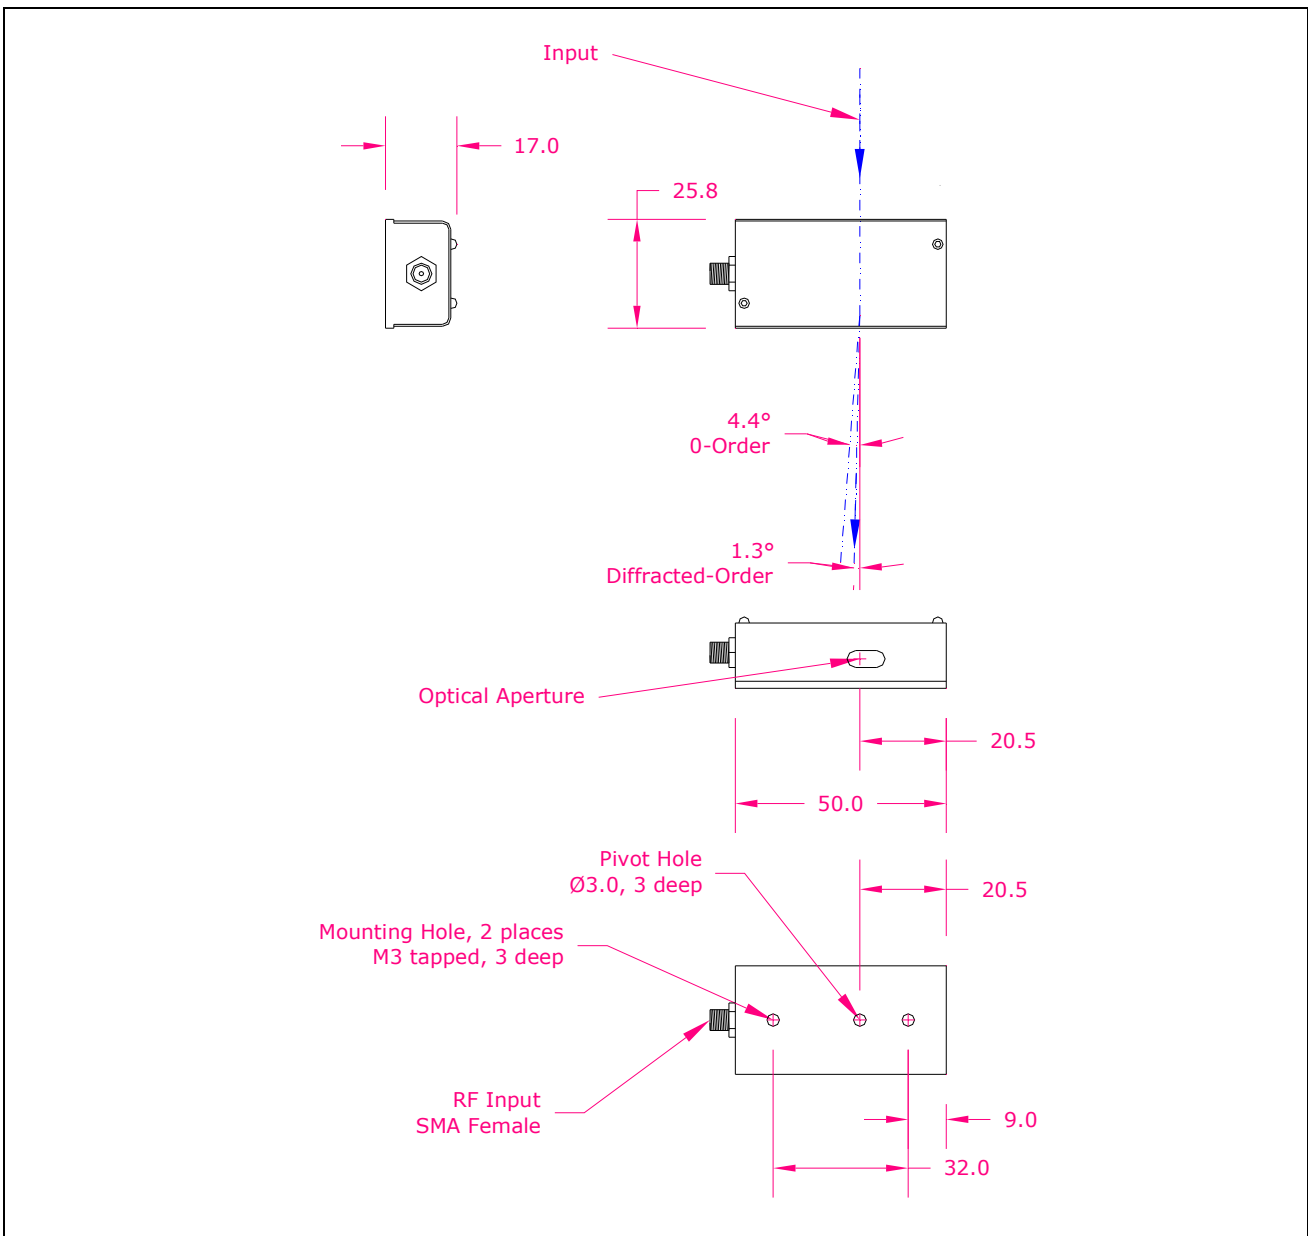 Input
17.0
25.8
4.4°
0-Order
1.3°
Diffracted-Order
Optical Aperture
20.5
50.0
Pivot Hole
Ø3.0, 3 deep
20.5
Mounting Hole, 2 places
M3 tapped, 3 deep
RF Input
SMA Female
9.0
32.0